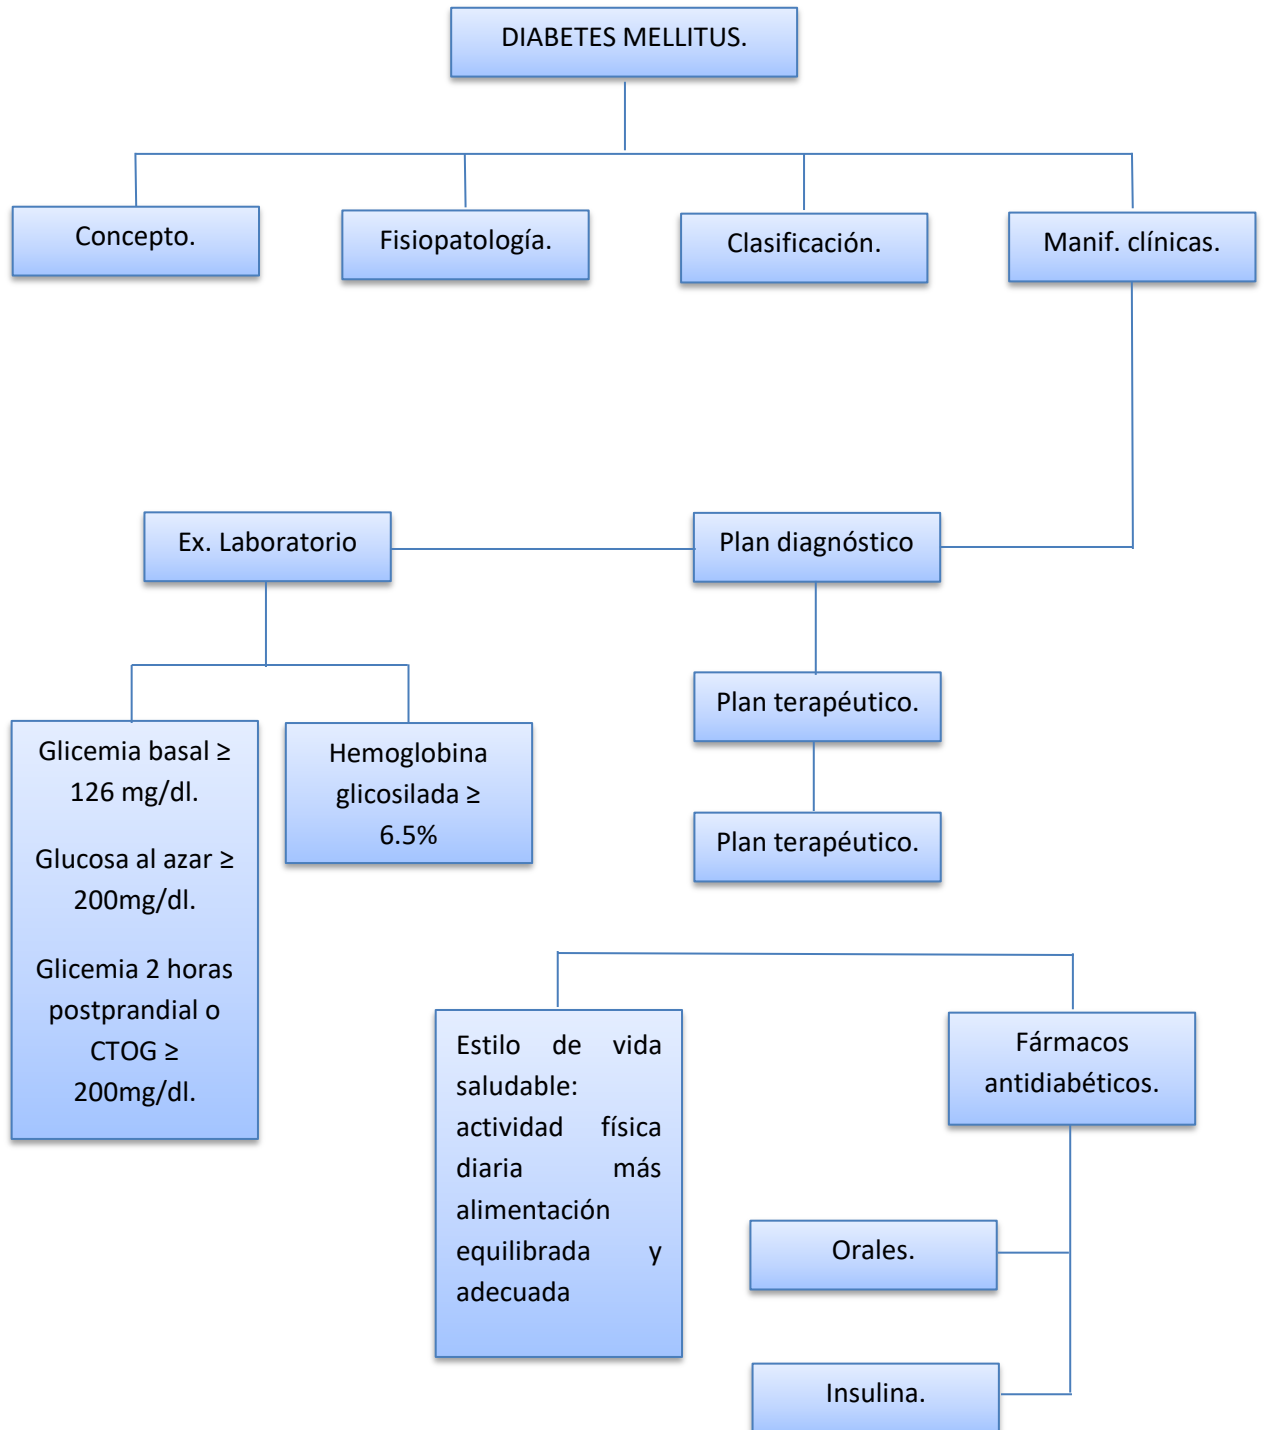 DIABETES MELLITUS.
Concepto.
Fisiopatología.
Clasificación.
Manif. clínicas.
Ex. Laboratorio
Plan diagnóstico
Plan terapéutico.
Glicemia basal ≥
126 mg/dl.
Glucosa al azar ≥
200mg/dl.
Glicemia 2 horas
postprandial o
CTOG ≥
200mg/dl.
Hemoglobina
glicosilada ≥
6.5%
Plan terapéutico.
Estilo de vida
saludable:
actividad física
diaria más
alimentación
equilibrada y
adecuada
Fármacos
antidiabéticos.
Orales.
Insulina.